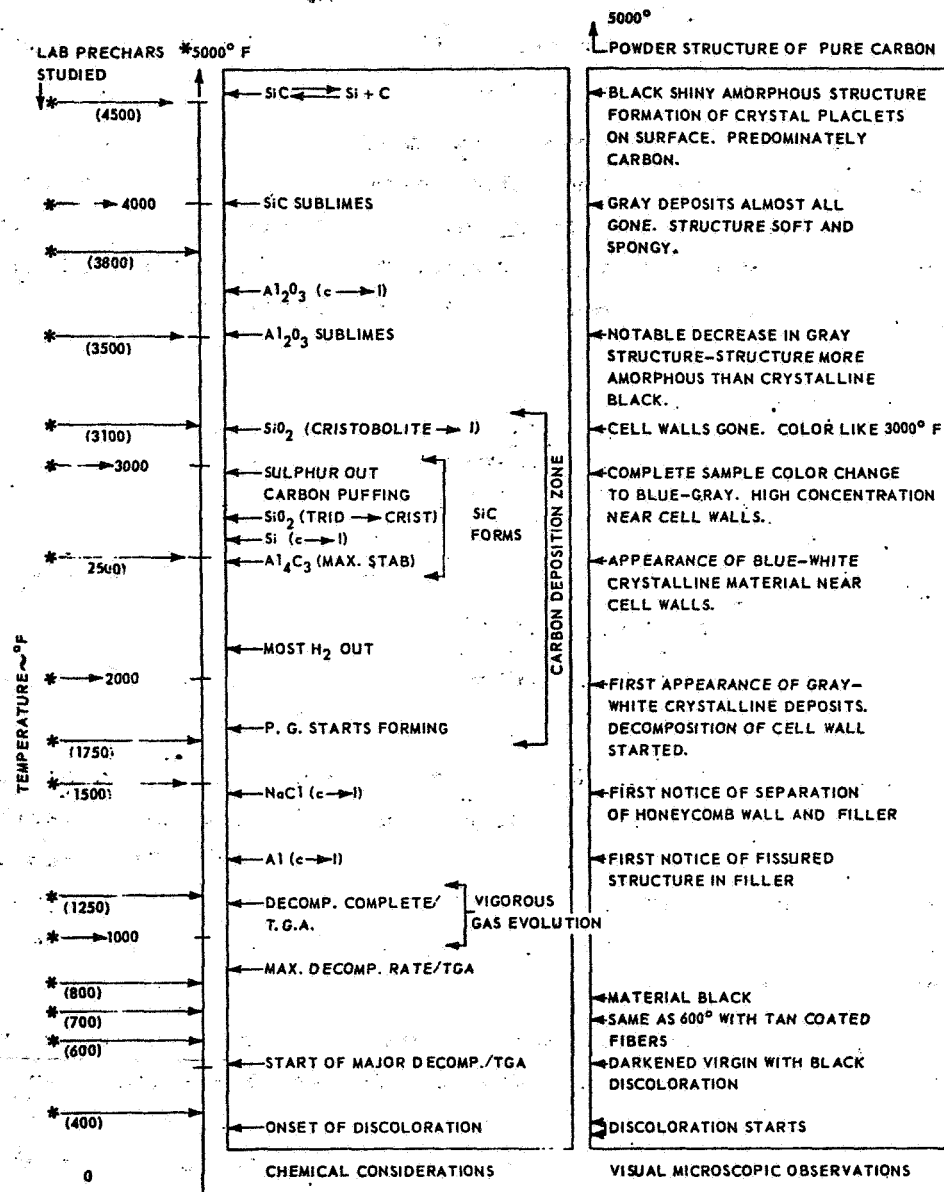 5000°
POWDER STRUCTURE OF PURE CARBON
LAB PRECHARS
STUDIED
*5000° F
* (4500)
* 4000
* (3800)
* (3500)
* (3100)
* 3000
* 2500)
* 2000
* (1750)
* 1500)
* (1250)
* 1000
* (800)
* (700)
* (600)
* (400)
0
TEMPERATURE~°F
SiC ⇌ Si + C
SiC SUBLIMES
Al2O3 (c → l)
Al2O3 SUBLIMES
SiO2 (CRISTOBOLITE → l)
SULPHUR OUT
CARBON PUFFING
SiO2 (TRID → CRIST)
Si (c → l)
Al4C3 (MAX. STAB)
SiC
FORMS
CARBON DEPOSITION ZONE
MOST H2 OUT
P. G. STARTS FORMING
NaCl (c → l)
Al (c → l)
DECOMP. COMPLETE/
T. G. A.
VIGOROUS
GAS EVOLUTION
MAX. DECOMP. RATE/TGA
START OF MAJOR DECOMP./TGA
ONSET OF DISCOLORATION
CHEMICAL CONSIDERATIONS
BLACK SHINY AMORPHOUS STRUCTURE
FORMATION OF CRYSTAL PLACLETS
ON SURFACE. PREDOMINATELY
CARBON.
GRAY DEPOSITS ALMOST ALL
GONE. STRUCTURE SOFT AND
SPONGY.
NOTABLE DECREASE IN GRAY
STRUCTURE-STRUCTURE MORE
AMORPHOUS THAN CRYSTALLINE
BLACK.
CELL WALLS GONE. COLOR LIKE 3000° F
COMPLETE SAMPLE COLOR CHANGE
TO BLUE-GRAY. HIGH CONCENTRATION
NEAR CELL WALLS.
APPEARANCE OF BLUE-WHITE
CRYSTALLINE MATERIAL NEAR
CELL WALLS.
FIRST APPEARANCE OF GRAY-
WHITE CRYSTALLINE DEPOSITS.
DECOMPOSITION OF CELL WALL
STARTED.
FIRST NOTICE OF SEPARATION
OF HONEYCOMB WALL AND FILLER
FIRST NOTICE OF FISSURED
STRUCTURE IN FILLER
MATERIAL BLACK
SAME AS 600° WITH TAN COATED
FIBERS
DARKENED VIRGIN WITH BLACK
DISCOLORATION
DISCOLORATION STARTS
VISUAL MICROSCOPIC OBSERVATIONS